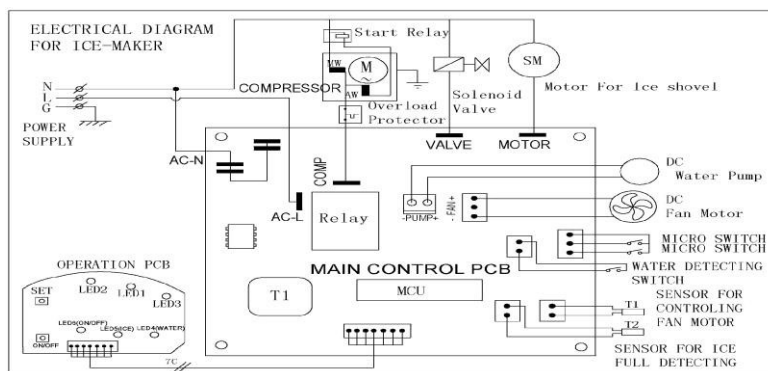 ELECTRICAL DIAGRAM
FOR ICE-MAKER
Start Relay
MW
M
~
AW
COMPRESSOR
Overload
Protector
Solenoid
Valve
SM
Motor For Ice shovel
N
L
G
POWER
SUPPLY
AC-N
AC-L
COMP
Relay
VALVE
MOTOR
-PUMP+
- FAN+
DC
Water Pump
DC
Fan Motor
MICRO SWITCH
MICRO SWITCH
WATER DETECTING
SWITCH
MAIN CONTROL PCB
T1
MCU
SENSOR FOR
T1
CONTROLING
FAN MOTOR
T2
SENSOR FOR ICE
FULL DETECTING
OPERATION PCB
SET
LED2
LED1
LED3
LED6(ON/OFF)
LED5(ICE)
LED4(WATER)
ON/OFF
7C